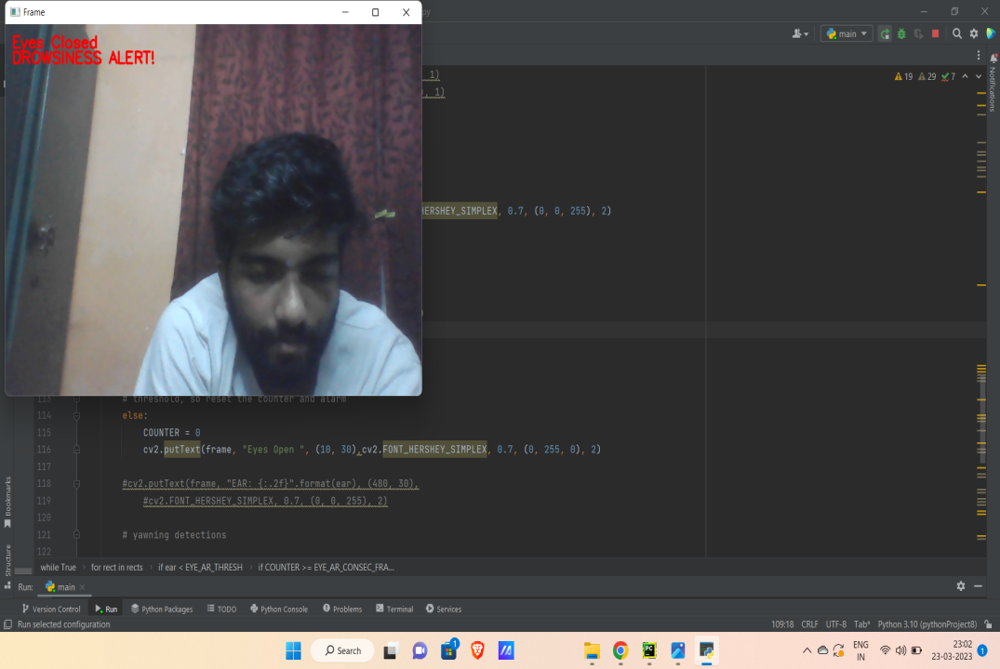 Frame
py
Eyes Closed
DROWSINESS ALERT!
main
1)
, 1)
19 29 7
Notifications
HERSHEY_SIMPLEX, 0.7, (0, 0, 255), 2)
)
113 # threshold, so reset the counter and alarm
114 else:
115 COUNTER = 0
116 cv2.putText(frame, "Eyes Open ", (10, 30),cv2.FONT_HERSHEY_SIMPLEX, 0.7, (0, 255, 0), 2)
117
118 #cv2.putText(frame, "EAR: {:.2f}".format(ear), (480, 30),
119 #cv2.FONT_HERSHEY_SIMPLEX, 0.7, (0, 0, 255), 2)
120
121 # yawning detections
122
Bookmarks
Structure
while True › for rect in rects › if ear < EYE_AR_THRESH › if COUNTER >= EYE_AR_CONSEC_FRA...
Run: main
Version Control Run Python Packages TODO Python Console Problems Terminal Services
Run selected configuration 109:18 CRLF UTF-8 Tab* Python 3.10 (pythonProject8)
Search 1 PC ENG 23:02
IN 23-03-2023 1